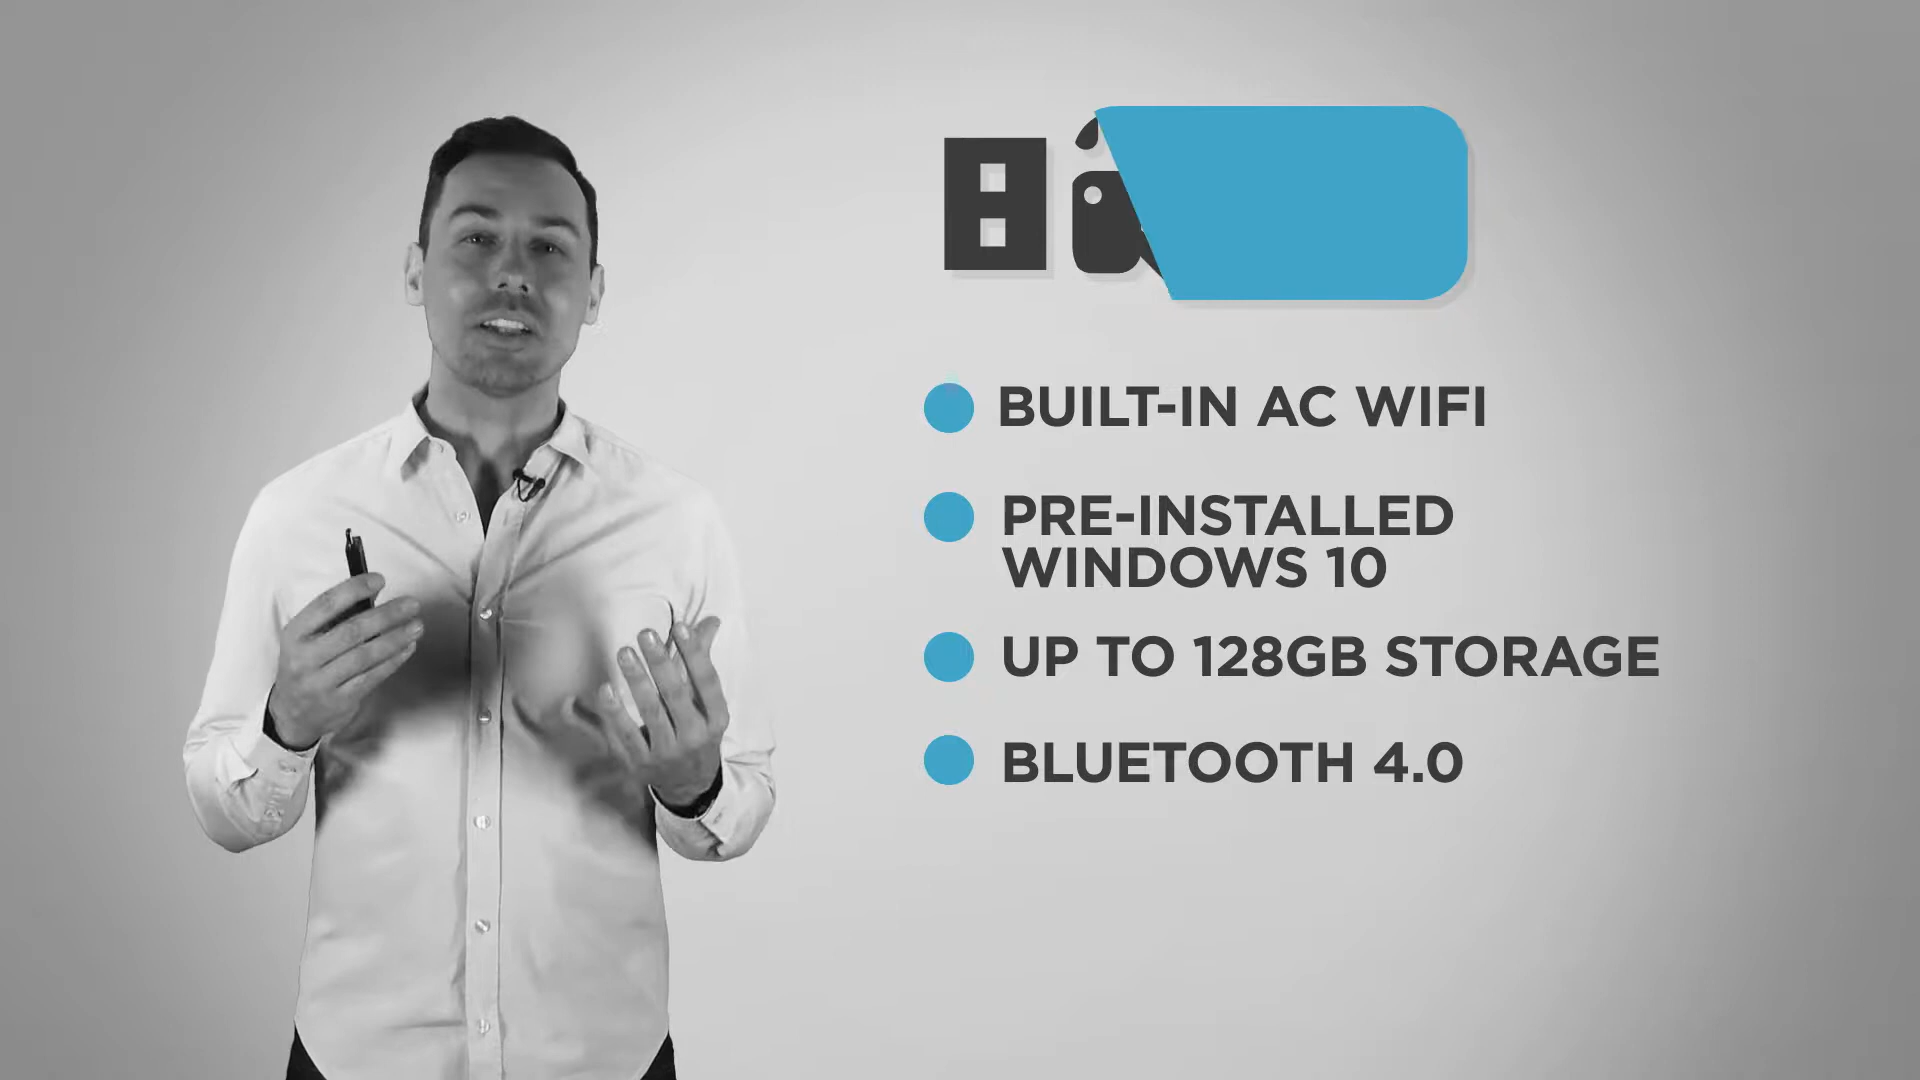 BUILT-IN AC WIFI
PRE-INSTALLED
WINDOWS 10
UP TO 128GB STORAGE
BLUETOOTH 4.0